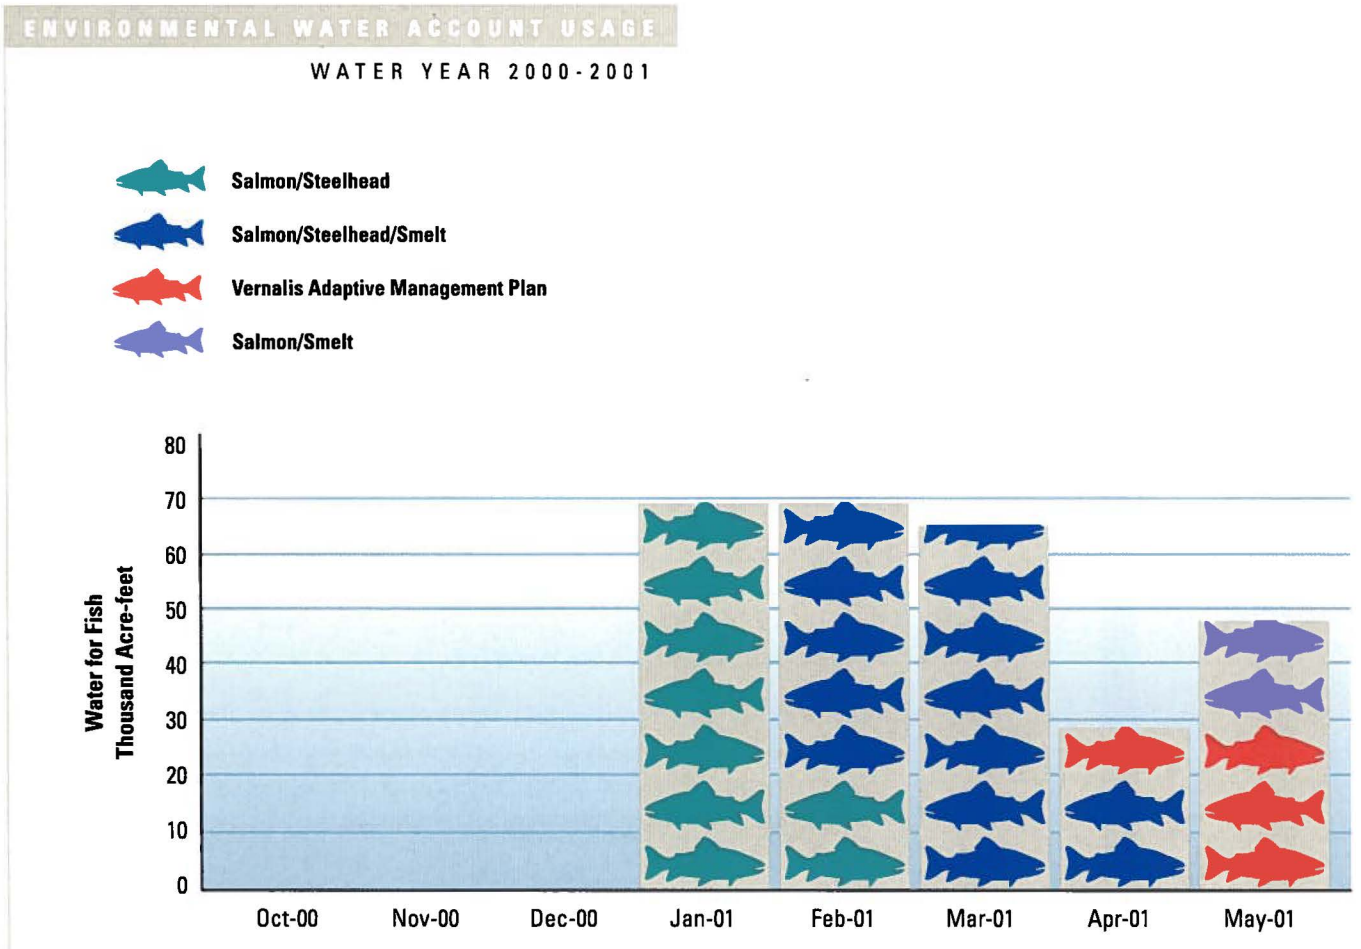 ENVIRONMENTAL WATER ACCOUNT USAGE
WATER YEAR 2000-2001
Salmon/Steelhead
Salmon/Steelhead/Smelt
Vernalis Adaptive Management Plan
Salmon/Smelt
Water for Fish
Thousand Acre-feet
80
70
60
50
40
30
20
10
0
Oct-00 Nov-00 Dec-00 Jan-01 Feb-01 Mar-01 Apr-01 May-01